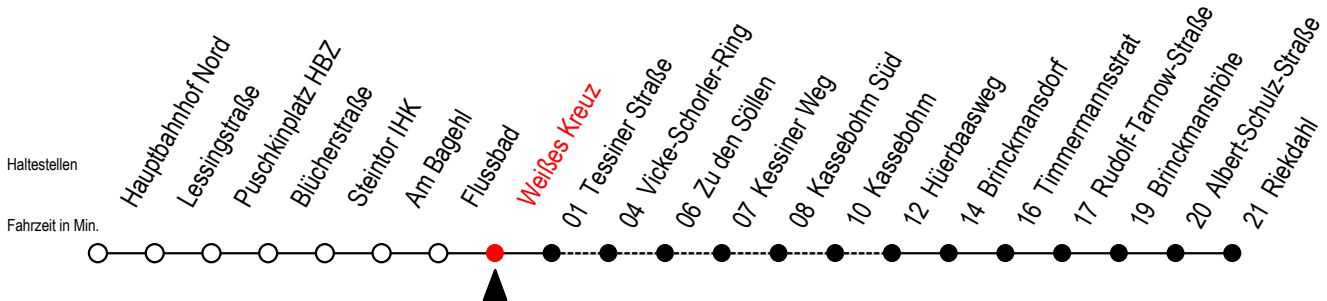 Haltestellen
Fahrzeit in Min.
Hauptbahnhof Nord
Lessingstraße
Puschkinplatz HBZ
Blücherstraße
Steintor IHK
Am Bagehl
Flussbad
Weißes Kreuz
01 Tessiner Straße
04 Vicke-Schorler-Ring
06 Zu den Söllen
07 Kessiner Weg
08 Kassebohm Süd
10 Kassebohm
12 Hüerbaasweg
14 Brinckmansdorf
16 Timmermannsstrat
17 Rudolf-Tarnow-Straße
19 Brinckmanshöhe
20 Albert-Schulz-Straße
21 Riekdahl